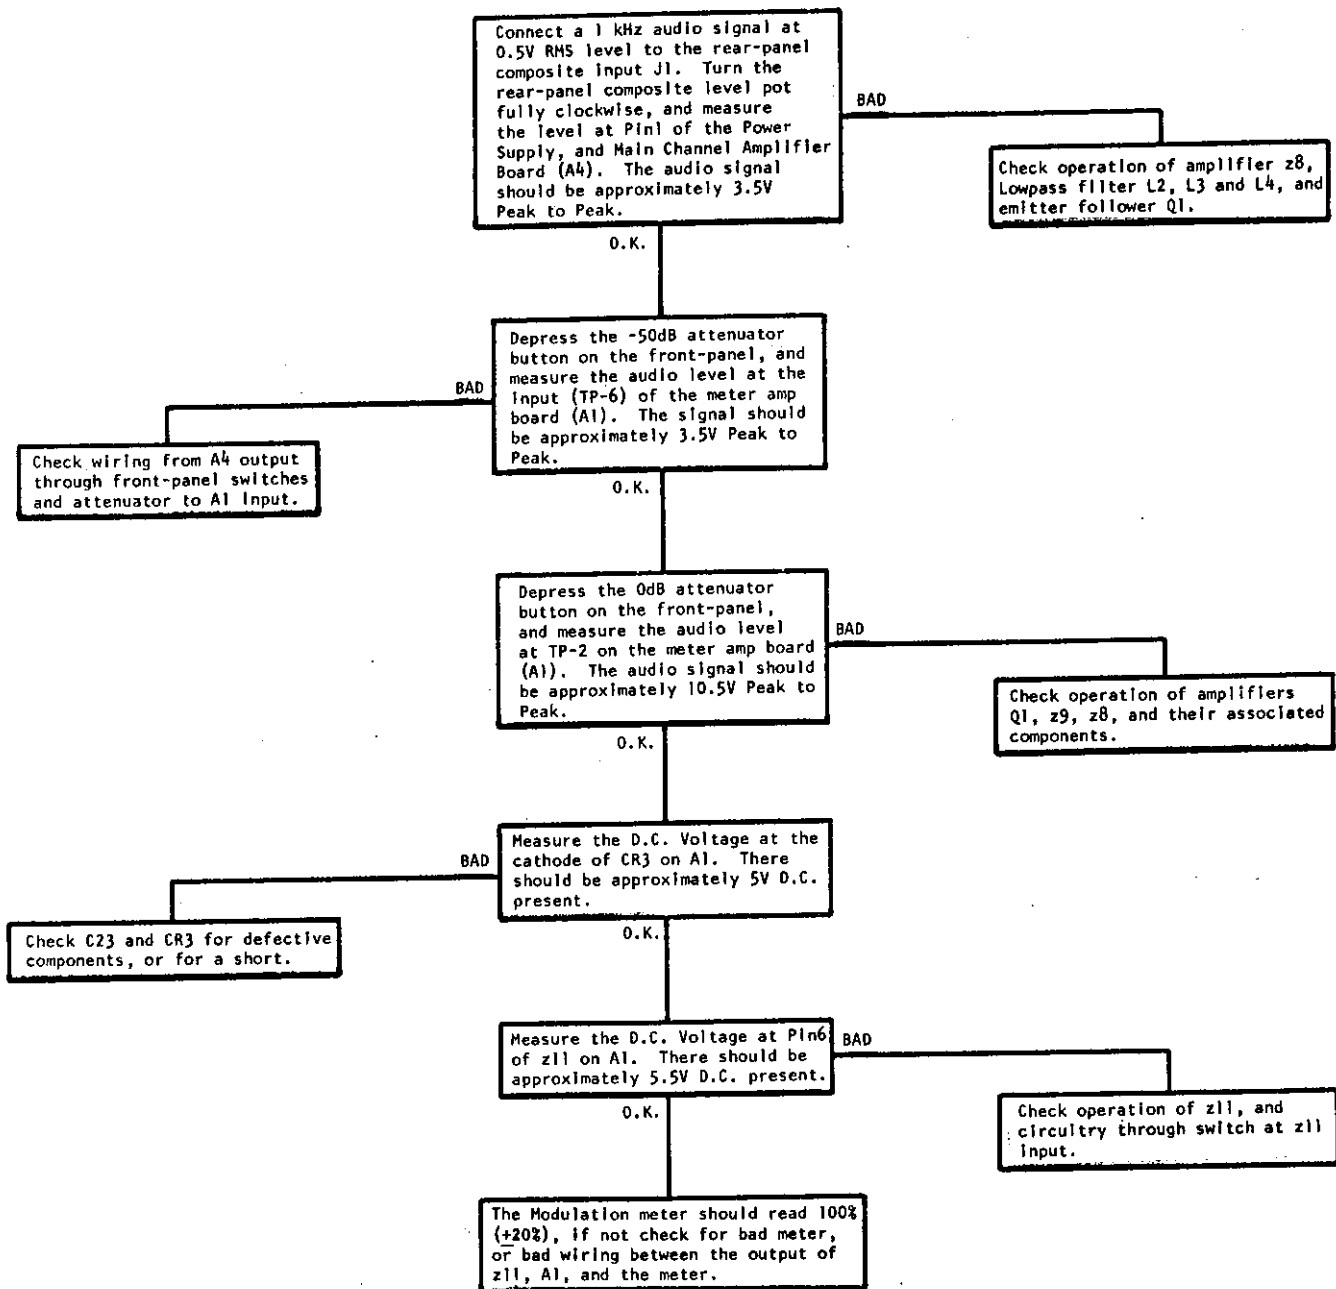 Connect a 1 kHz audio signal at
0.5V RMS level to the rear-panel
composite input J1. Turn the
rear-panel composite level pot
fully clockwise, and measure
the level at Pin1 of the Power
Supply, and Main Channel Amplifier
Board (A4). The audio signal
should be approximately 3.5V
Peak to Peak.
BAD
Check operation of amplifier z8,
Lowpass filter L2, L3 and L4, and
emitter follower Q1.
O.K.
Depress the -50dB attenuator
button on the front-panel, and
measure the audio level at the
input (TP-6) of the meter amp
board (A1). The signal should
be approximately 3.5V Peak to
Peak.
BAD
Check wiring from A4 output
through front-panel switches
and attenuator to A1 input.
O.K.
Depress the 0dB attenuator
button on the front-panel,
and measure the audio level
at TP-2 on the meter amp board
(A1). The audio signal should
be approximately 10.5V Peak to
Peak.
BAD
Check operation of amplifiers
Q1, z9, z8, and their associated
components.
O.K.
Measure the D.C. Voltage at the
cathode of CR3 on A1. There
should be approximately 5V D.C.
present.
BAD
Check C23 and CR3 for defective
components, or for a short.
O.K.
Measure the D.C. Voltage at Pin6
of z11 on A1. There should be
approximately 5.5V D.C. present.
BAD
Check operation of z11, and
circuitry through switch at z11
input.
O.K.
The Modulation meter should read 100%
(±20%), if not check for bad meter,
or bad wiring between the output of
z11, A1, and the meter.